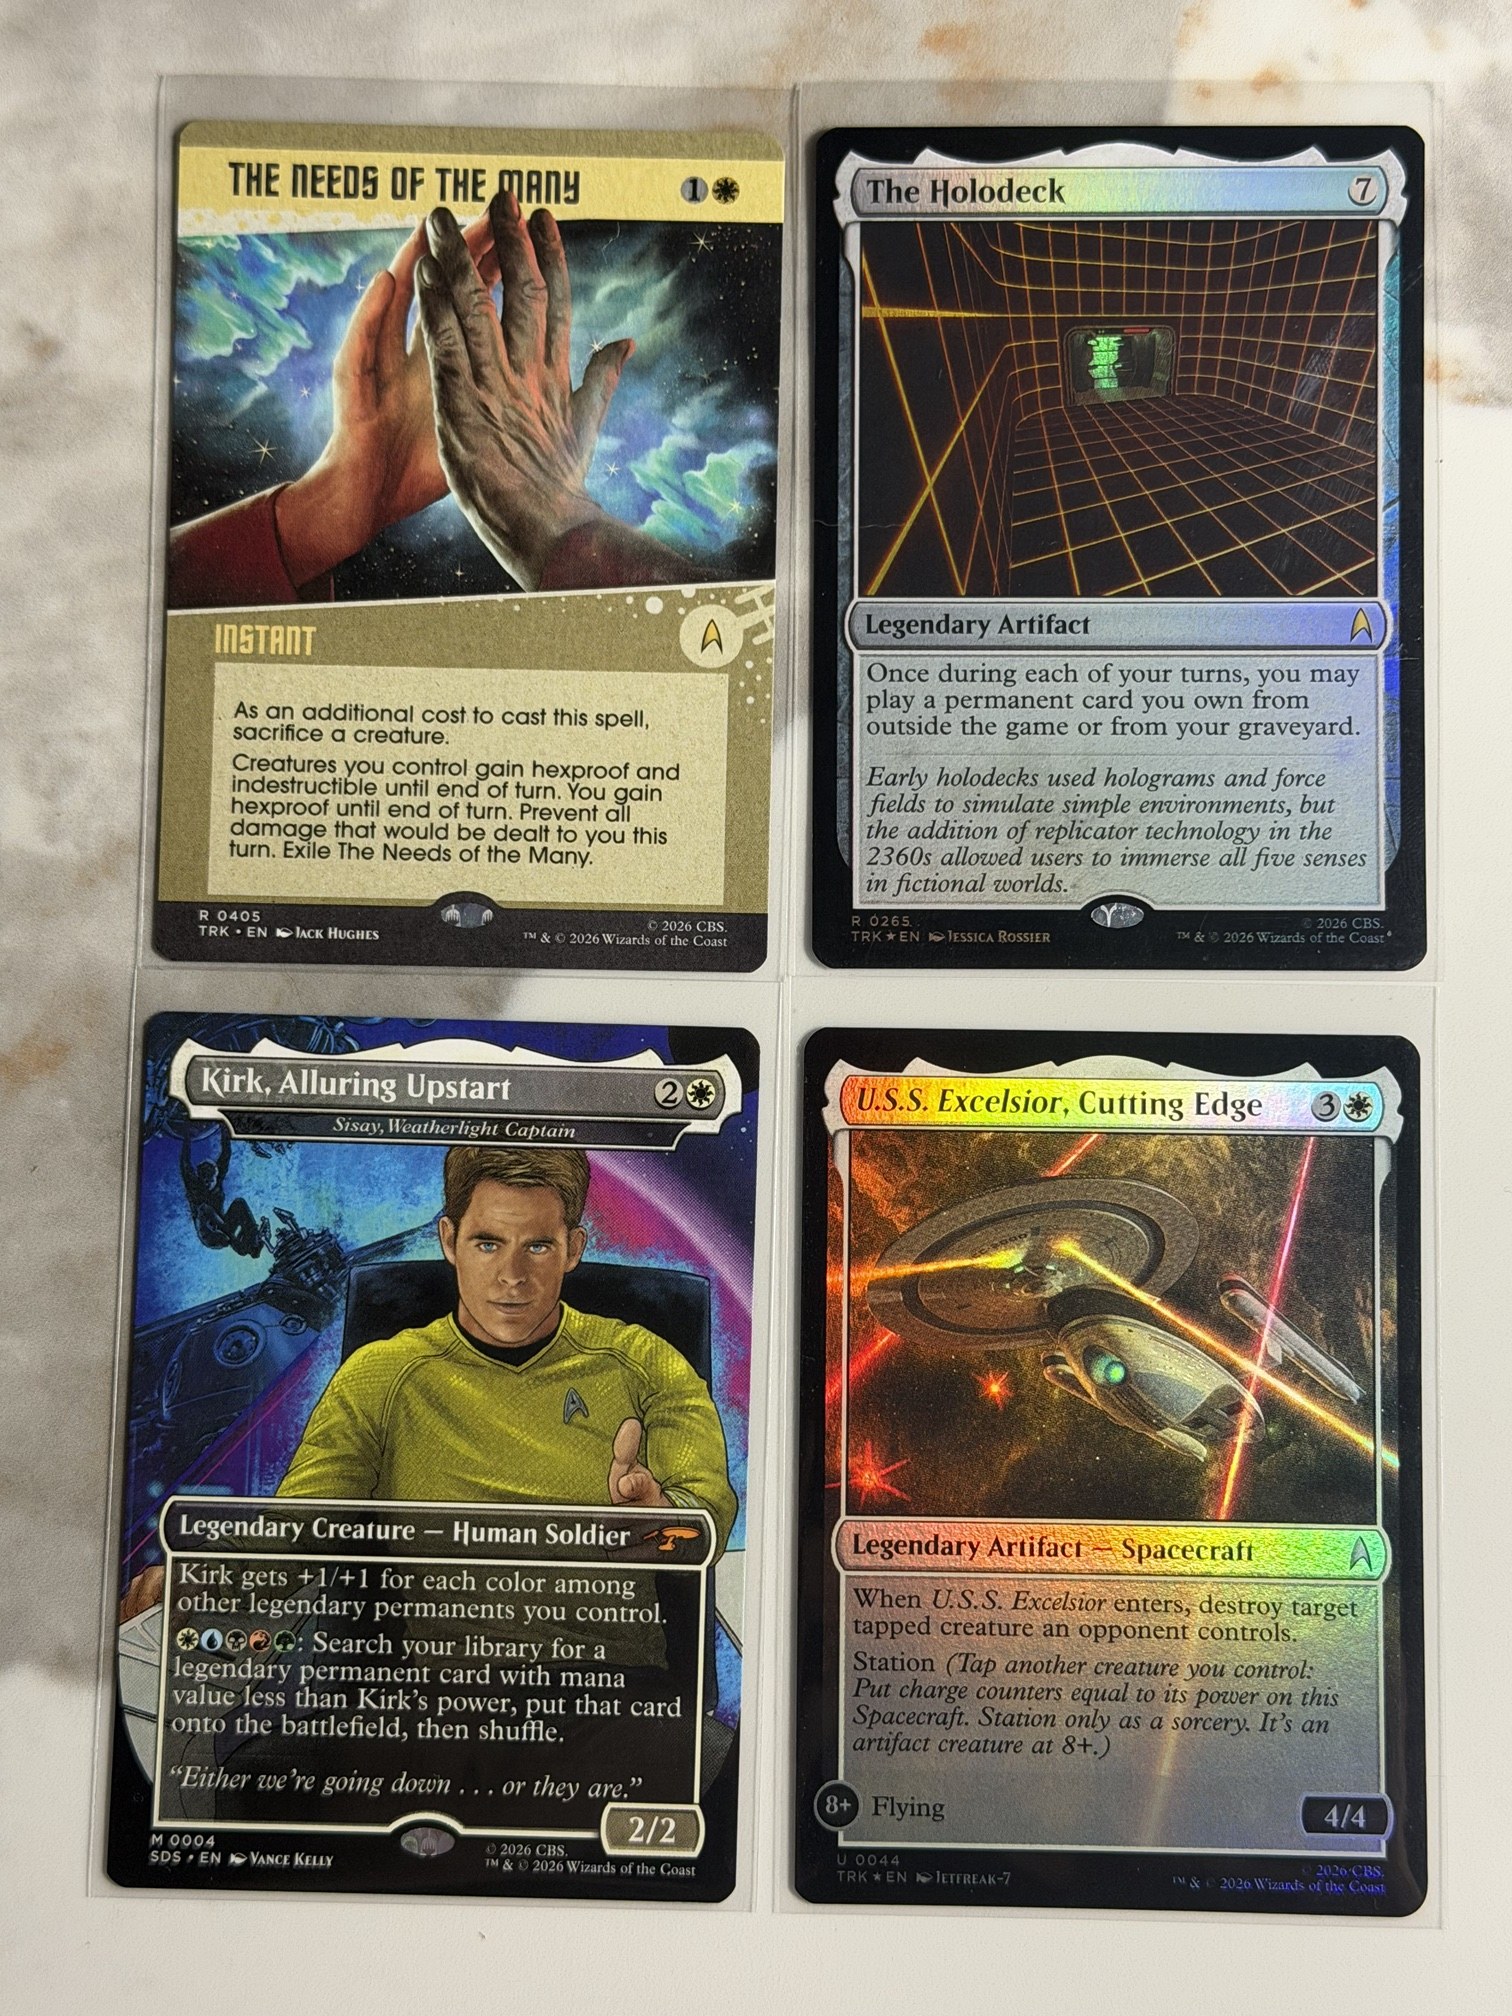 THE NEEDS OF THE MANY
1
INSTANT
As an additional cost to cast this spell,
sacrifice a creature.
Creatures you control gain hexproof and
indestructible until end of turn. You gain
hexproof until end of turn. Prevent all
damage that would be dealt to you this
turn. Exile The Needs of the Many.
R 0405
TRK • EN JACK HUGHES
© 2026 CBS.
™ & © 2026 Wizards of the Coast
The Holodeck
7
Legendary Artifact
Once during each of your turns, you may
play a permanent card you own from
outside the game or from your graveyard.
Early holodecks used holograms and force
fields to simulate simple environments, but
the addition of replicator technology in the
2360s allowed users to immerse all five senses
in fictional worlds.
R 0265
TRK ★ EN JESSICA ROSSIER
© 2026 CBS.
™ & © 2026 Wizards of the Coast
Kirk, Alluring Upstart
2
Sisay, Weatherlight Captain
Legendary Creature — Human Soldier
Kirk gets +1/+1 for each color among
other legendary permanents you control.
: Search your library for a
legendary permanent card with mana
value less than Kirk's power, put that card
onto the battlefield, then shuffle.
"Either we're going down . . . or they are."
2/2
M 0004
SDS • EN VANCE KELLY
© 2026 CBS.
™ & © 2026 Wizards of the Coast
U.S.S. Excelsior, Cutting Edge
3
Legendary Artifact — Spacecraft
When U.S.S. Excelsior enters, destroy target
tapped creature an opponent controls.
Station (Tap another creature you control:
Put charge counters equal to its power on this
Spacecraft. Station only as a sorcery. It's an
artifact creature at 8+.)
8+ Flying
4/4
U 0044
TRK ★ EN JETFREAK-7
© 2026 CBS.
™ & © 2026 Wizards of the Coast